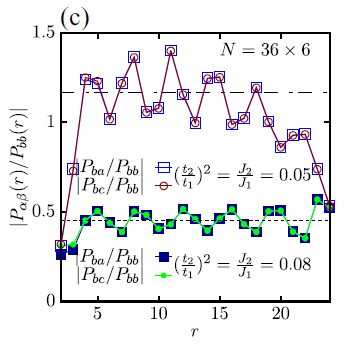 (c)
N = 36 × 6
|P_{αβ}(r)/P_{bb}(r)|
1.5
1
0.5
0
|P_{ba}/P_{bb}|
|P_{bc}/P_{bb}|
(t_2/t_1)^2 = J_2/J_1 = 0.05
|P_{ba}/P_{bb}|
|P_{bc}/P_{bb}|
(t_2/t_1)^2 = J_2/J_1 = 0.08
5 10 15 20
r